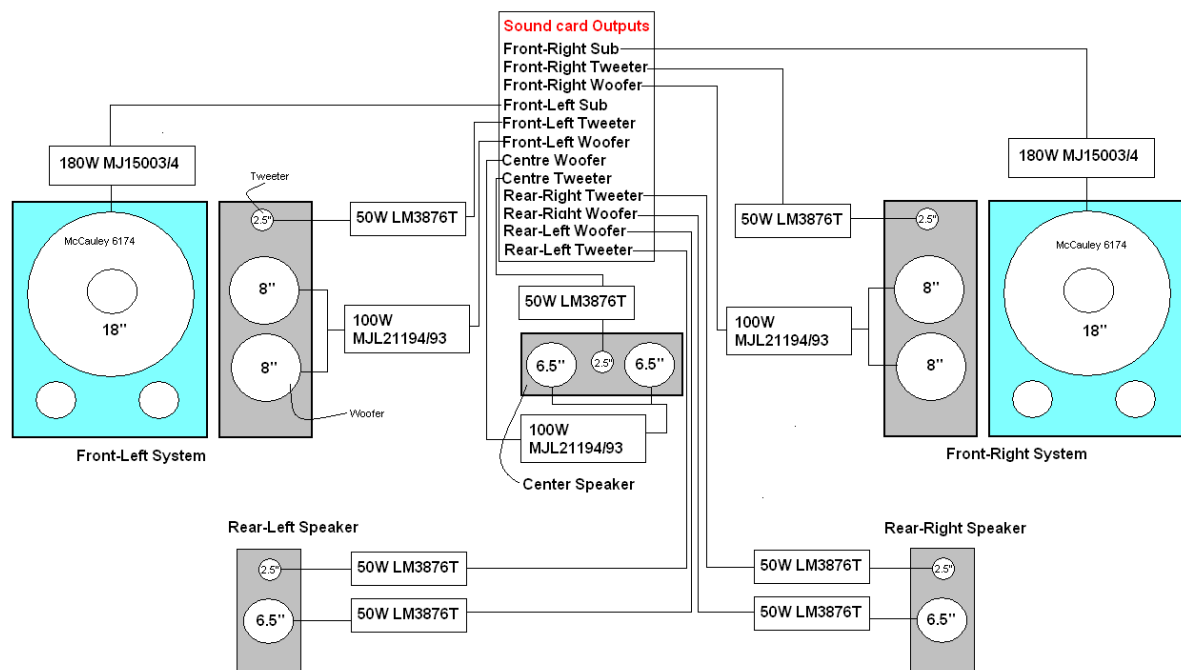 Sound card Outputs
Front-Right Sub
Front-Right Tweeter
Front-Right Woofer
Front-Left Sub
Front-Left Tweeter
Front-Left Woofer
Centre Woofer
Centre Tweeter
Rear-Right Tweeter
Rear-Right Woofer
Rear-Left Woofer
Rear-Left Tweeter
180W MJ15003/4
McCauley 6174
18"
Front-Left System
Tweeter
2.5"
8"
8"
Woofer
50W LM3876T
100W
MJL21194/93
50W LM3876T
6.5"
2.5"
6.5"
100W
MJL21194/93
Center Speaker
50W LM3876T
2.5"
8"
8"
100W
MJL21194/93
180W MJ15003/4
McCauley 6174
18"
Front-Right System
Rear-Left Speaker
2.5"
50W LM3876T
6.5"
50W LM3876T
Rear-Right Speaker
50W LM3876T
2.5"
50W LM3876T
6.5"